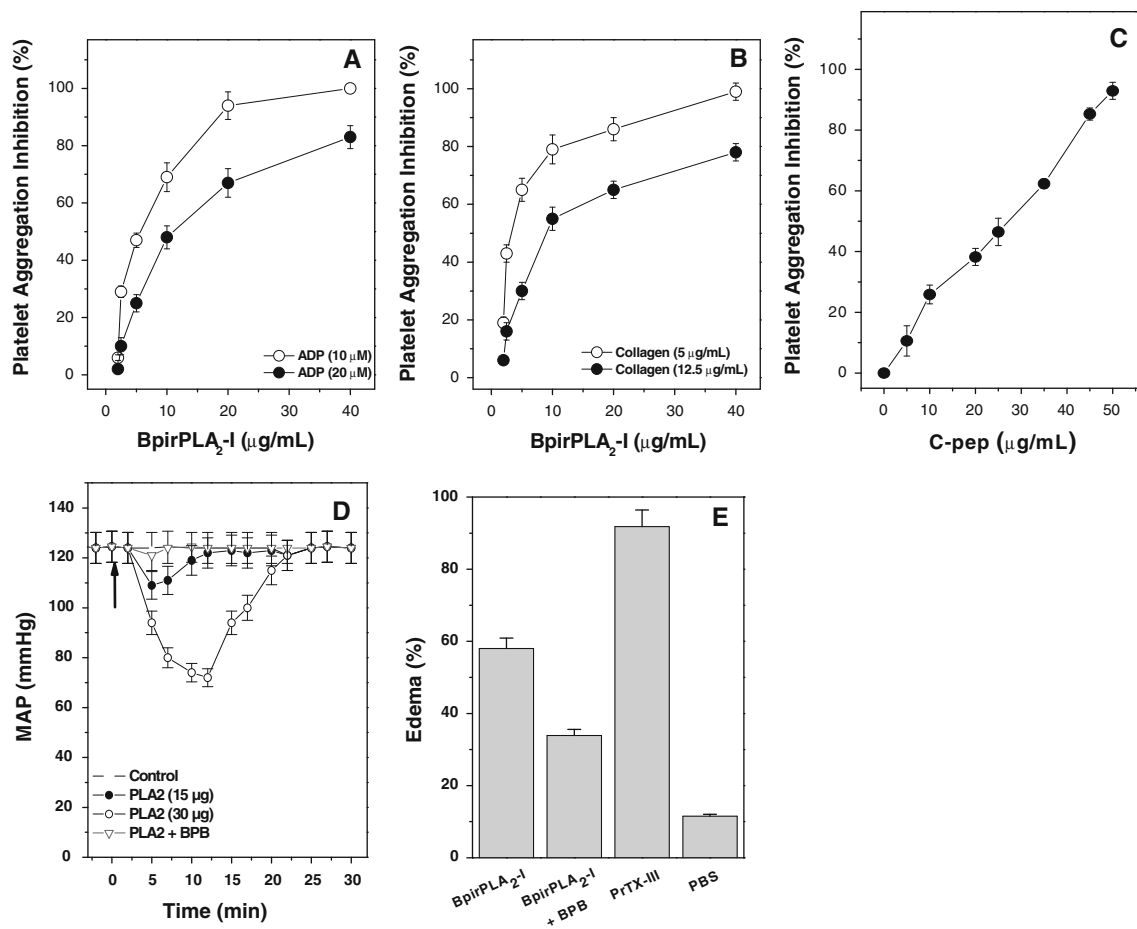 A
Platelet Aggregation Inhibition (%)
100
80
60
40
20
0
ADP (10 μM)
ADP (20 μM)
0 10 20 30 40
BpirPLA₂-I (μg/mL)
B
Platelet Aggregation Inhibition (%)
100
80
60
40
20
0
Collagen (5 μg/mL)
Collagen (12.5 μg/mL)
0 10 20 30 40
BpirPLA₂-I (μg/mL)
C
Platelet Aggregation Inhibition (%)
100
80
60
40
20
0
0 10 20 30 40 50
C-pep (μg/mL)
D
MAP (mmHg)
140
120
100
80
60
40
20
0
Control
PLA2 (15 μg)
PLA2 (30 μg)
PLA2 + BPB
0 5 10 15 20 25 30
Time (min)
E
Edema (%)
100
80
60
40
20
0
BpirPLA₂-I
BpirPLA₂-I
+ BPB
PrTX-III
PBS